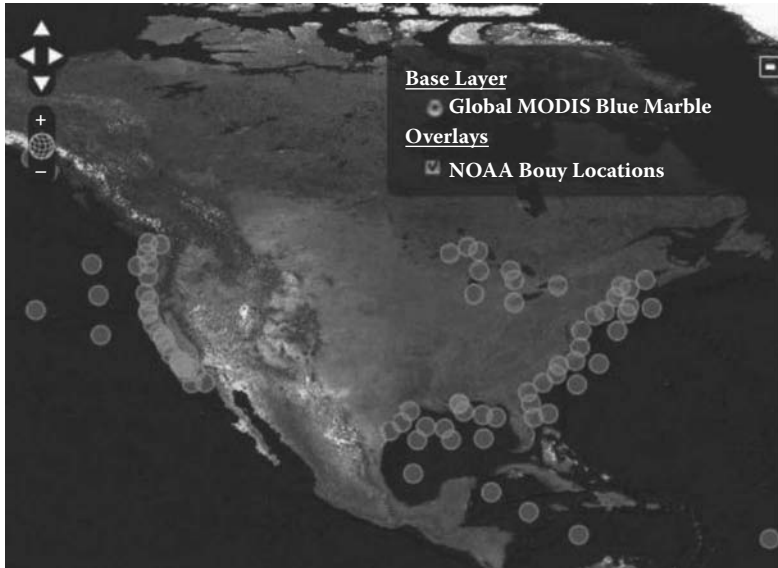 Base Layer
Global MODIS Blue Marble
Overlays
NOAA Bouy Locations
+
−